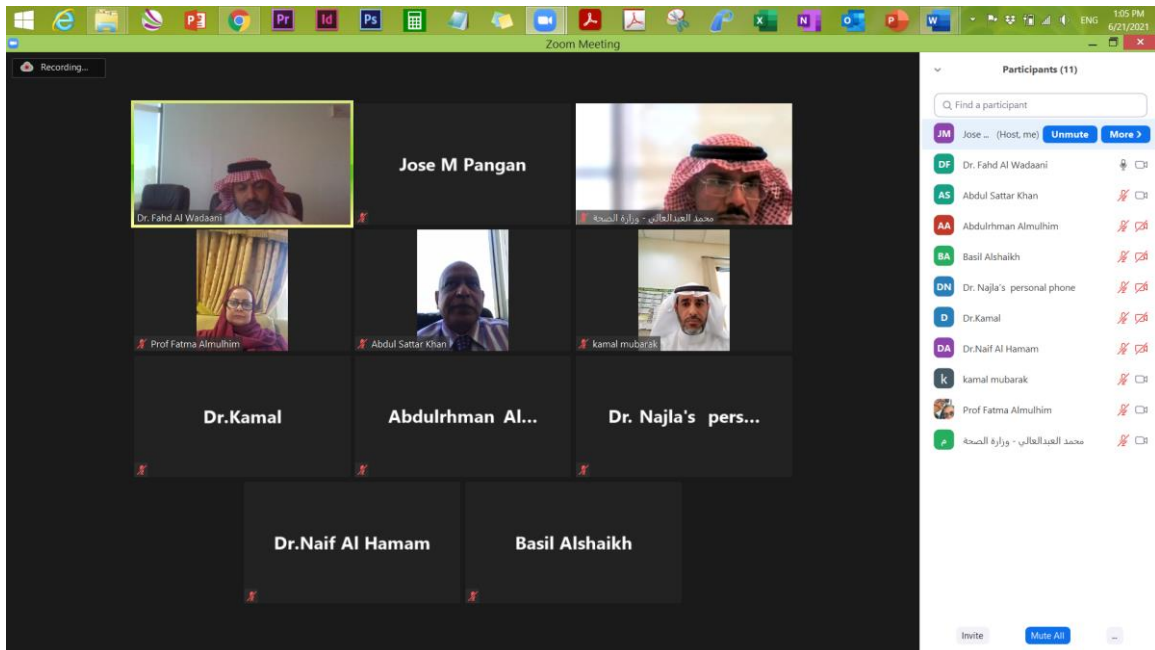 Pr
Id
Ps
ENG
1:05 PM
6/21/2021
Zoom Meeting
Recording...
Dr. Fahd Al Wadaani
Jose M Pangan
محمد العبدالعالي - وزارة الصحة
Prof Fatma Almulhim
Abdul Sattar Khan
kamal mubarak
Dr.Kamal
Abdulrhman Al...
Dr. Najla's pers...
Dr.Naif Al Hamam
Basil Alshaikh
Participants (11)
Find a participant
JM Jose ... (Host, me) Unmute More >
DF Dr. Fahd Al Wadaani
AS Abdul Sattar Khan
AA Abdulrhman Almulhim
BA Basil Alshaikh
DN Dr. Najla's personal phone
D Dr.Kamal
DA Dr.Naif Al Hamam
k kamal mubarak
Prof Fatma Almulhim
م محمد العبدالعالي - وزارة الصحة
Invite Mute All ...